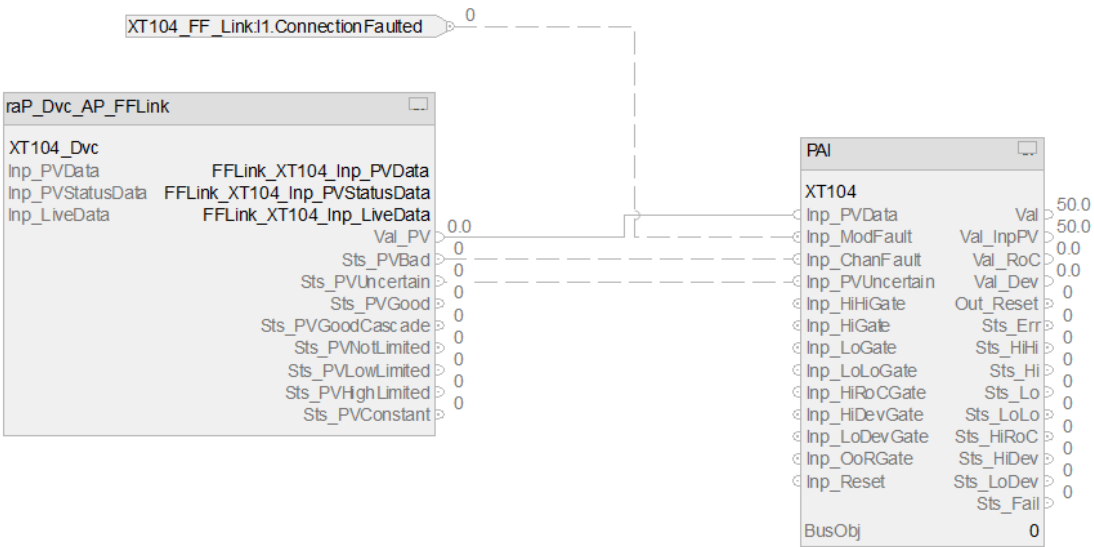 XT104_FF_Link:I1.ConnectionFaulted
0
raP_Dvc_AP_FFLink
XT104_Dvc
Inp_PVData FFLink_XT104_Inp_PVData
Inp_PVStatusData FFLink_XT104_Inp_PVStatusData
Inp_LiveData FFLink_XT104_Inp_LiveData
Val_PV 0.0
Sts_PVBad 0
Sts_PVUncertain 0
Sts_PVGood 0
Sts_PVGoodCascade 0
Sts_PVNotLimited 0
Sts_PVLowLimited 0
Sts_PVHighLimited 0
Sts_PVConstant 0
PAI
XT104
Inp_PVData Val 50.0
Inp_ModFault Val_InpPV 50.0
Inp_ChanFault Val_RoC 0.0
Inp_PVUncertain Val_Dev 0.0
Inp_HiHiGate Out_Reset 0
Inp_HiGate Sts_Err 0
Inp_LoGate Sts_HiHi 0
Inp_LoLoGate Sts_Hi 0
Inp_HiRoCGate Sts_Lo 0
Inp_HiDevGate Sts_LoLo 0
Inp_LoDevGate Sts_HiRoC 0
Inp_OoRGate Sts_HiDev 0
Inp_Reset Sts_LoDev 0
Sts_Fail 0
BusObj 0